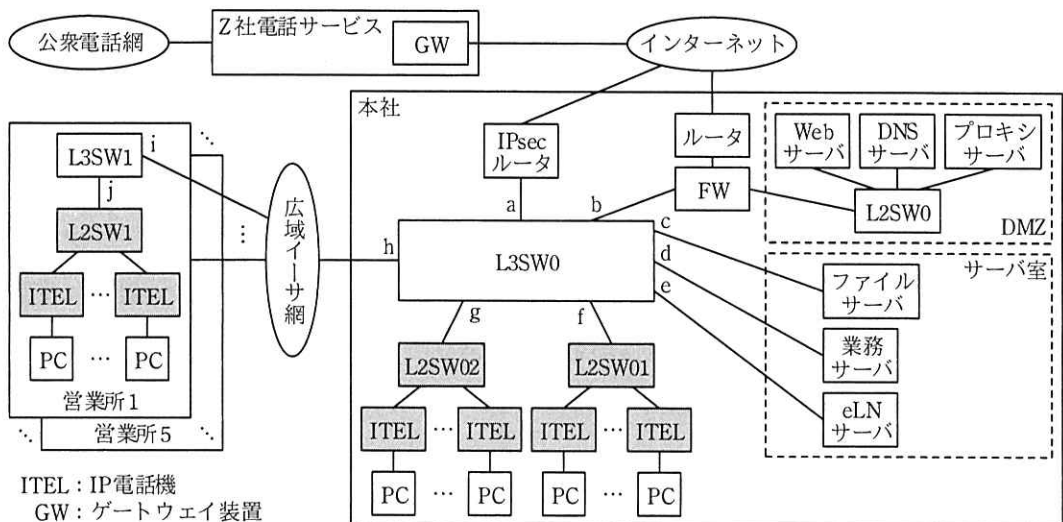 公衆電話網
Z社電話サービス
GW
インターネット
本社
IPsec
ルータ
ルータ
FW
Web
サーバ
DNS
サーバ
プロキシ
サーバ
L2SW0
DMZ
L3SW1
i
j
L2SW1
ITEL … ITEL
PC … PC
営業所1
営業所5
広域イーサ網
a
b
c
d
e
f
g
h
L3SW0
サーバ室
ファイル
サーバ
業務
サーバ
eLN
サーバ
L2SW02
L2SW01
ITEL … ITEL
ITEL … ITEL
PC … PC
PC … PC
ITEL：IP電話機
GW：ゲートウェイ装置